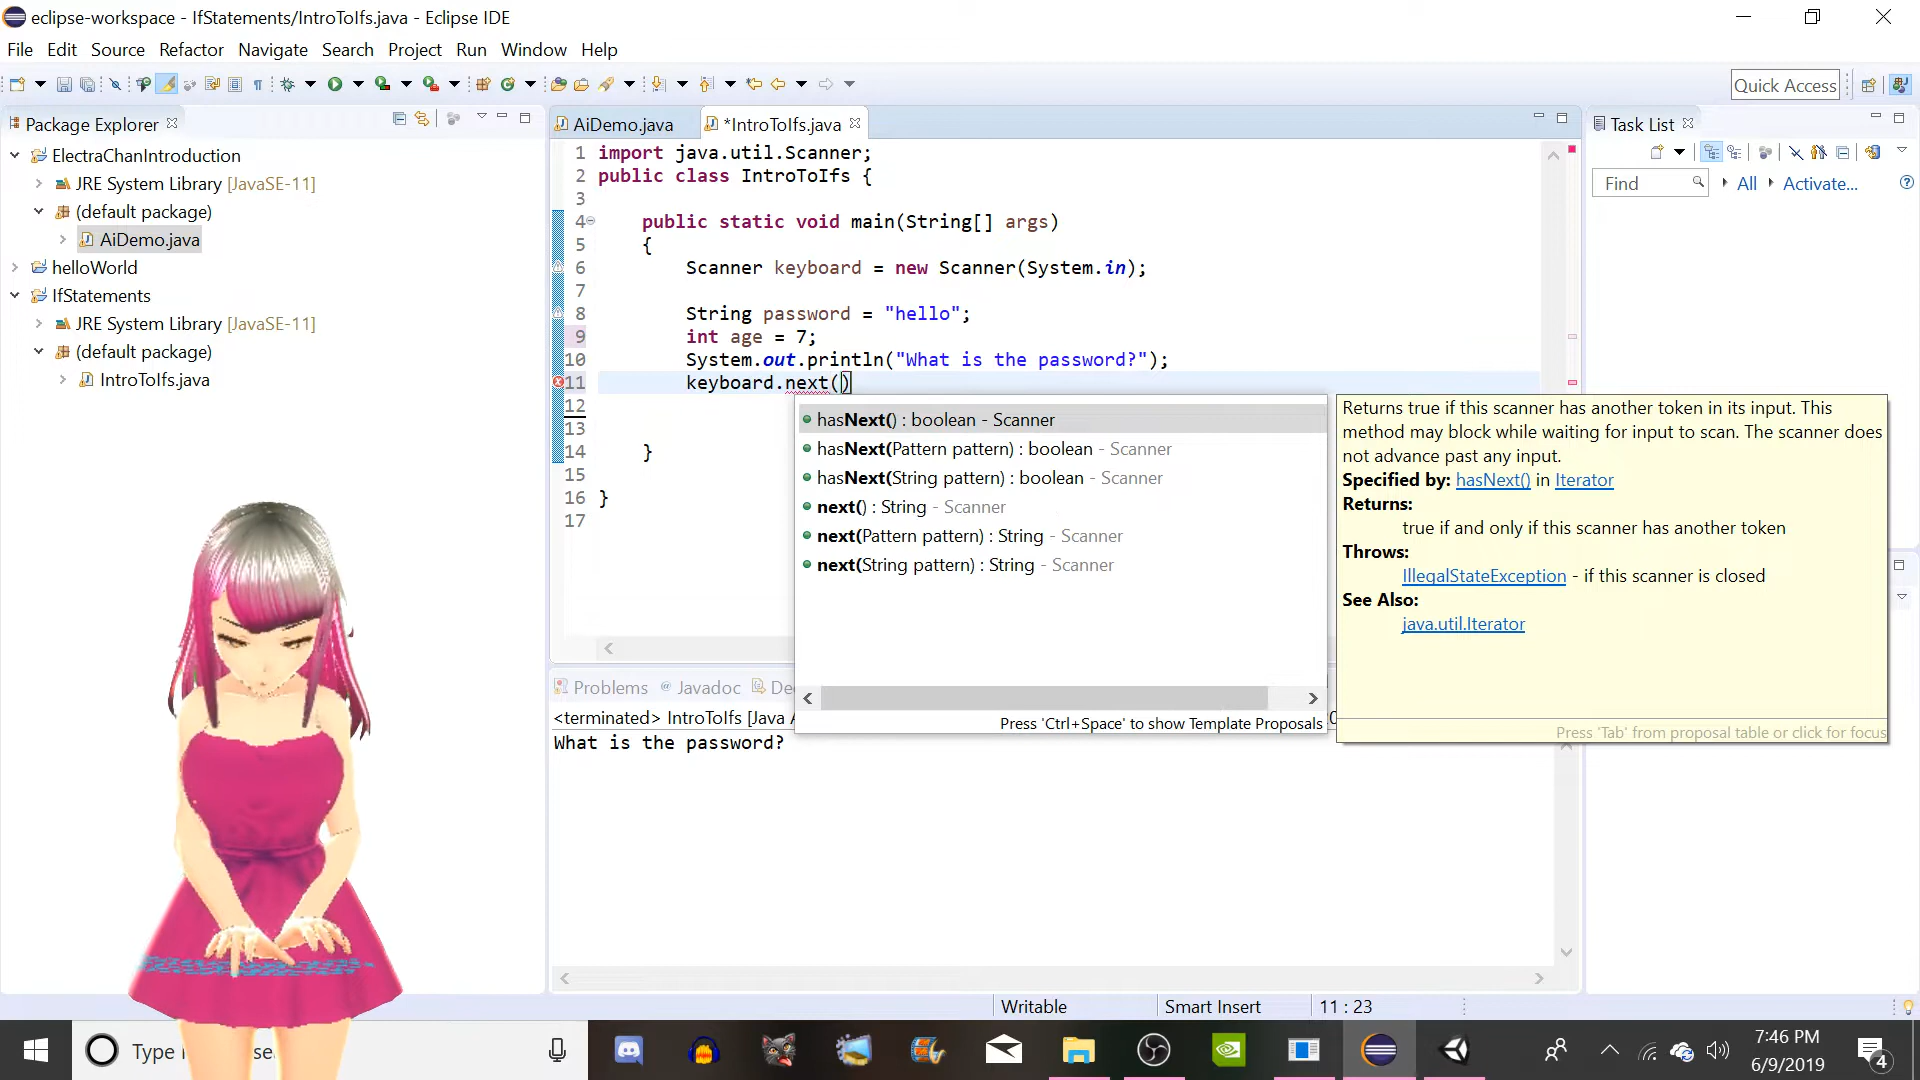 eclipse-workspace - IfStatements/IntroToIfs.java - Eclipse IDE
File Edit Source Refactor Navigate Search Project Run Window Help
Quick Access
Package Explorer
ElectraChanIntroduction
JRE System Library [JavaSE-11]
(default package)
AiDemo.java
helloWorld
IfStatements
JRE System Library [JavaSE-11]
(default package)
IntroToIfs.java
AiDemo.java *IntroToIfs.java
1 import java.util.Scanner;
2 public class IntroToIfs {
3
4 public static void main(String[] args)
5 {
6 Scanner keyboard = new Scanner(System.in);
7
8 String password = "hello";
9 int age = 7;
10 System.out.println("What is the password?");
11 keyboard.next()
12
13
14 }
15
16 }
17
hasNext() : boolean - Scanner
hasNext(Pattern pattern) : boolean - Scanner
hasNext(String pattern) : boolean - Scanner
next() : String - Scanner
next(Pattern pattern) : String - Scanner
next(String pattern) : String - Scanner
Press 'Ctrl+Space' to show Template Proposals
Returns true if this scanner has another token in its input. This
method may block while waiting for input to scan. The scanner does
not advance past any input.
Specified by: hasNext() in Iterator
Returns:
true if and only if this scanner has another token
Throws:
IllegalStateException - if this scanner is closed
See Also:
java.util.Iterator
Press 'Tab' from proposal table or click for focus
Task List
Find All Activate...
Problems @ Javadoc De
<terminated> IntroToIfs [Java A
What is the password?
Writable Smart Insert 11 : 23
Type
7:46 PM
6/9/2019
4